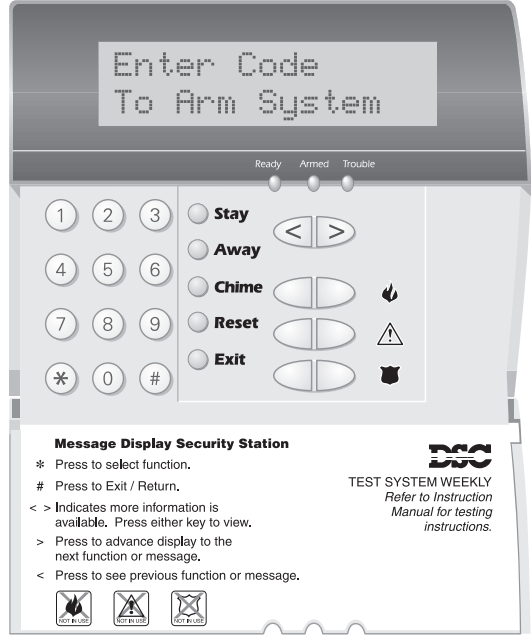 Enter Code
To Arm System
Ready Armed Trouble
1 2 3
4 5 6
7 8 9
* 0 #
Stay
Away
Chime
Reset
Exit
< >
Message Display Security Station
* Press to select function.
# Press to Exit / Return.
< > Indicates more information is
available. Press either key to view.
> Press to advance display to the
next function or message.
< Press to see previous function or message.
NOT IN USE NOT IN USE NOT IN USE
DSC
TEST SYSTEM WEEKLY
Refer to Instruction
Manual for testing
instructions.